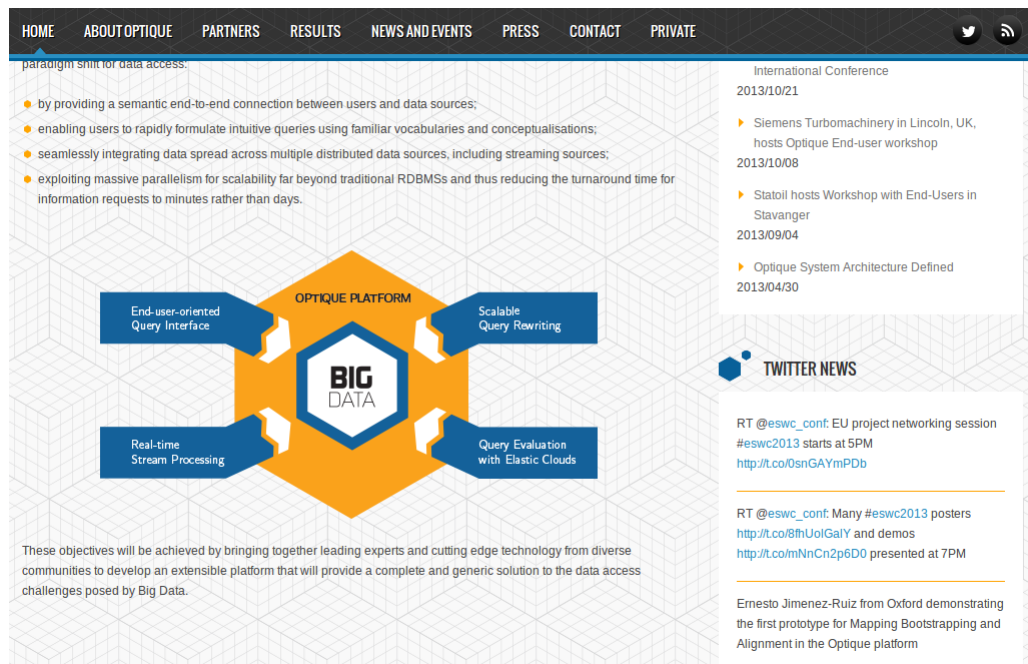 HOME ABOUT OPTIQUE PARTNERS RESULTS NEWS AND EVENTS PRESS CONTACT PRIVATE
paradigm shift for data access:
by providing a semantic end-to-end connection between users and data sources;
enabling users to rapidly formulate intuitive queries using familiar vocabularies and conceptualisations;
seamlessly integrating data spread across multiple distributed data sources, including streaming sources;
exploiting massive parallelism for scalability far beyond traditional RDBMSs and thus reducing the turnaround time for
information requests to minutes rather than days.
OPTIQUE PLATFORM
End-user-oriented
Query Interface
Scalable
Query Rewriting
BIG
DATA
Real-time
Stream Processing
Query Evaluation
with Elastic Clouds
These objectives will be achieved by bringing together leading experts and cutting edge technology from diverse
communities to develop an extensible platform that will provide a complete and generic solution to the data access
challenges posed by Big Data.
International Conference
2013/10/21
Siemens Turbomachinery in Lincoln, UK,
hosts Optique End-user workshop
2013/10/08
Statoil hosts Workshop with End-Users in
Stavanger
2013/09/04
Optique System Architecture Defined
2013/04/30
TWITTER NEWS
RT @eswc_conf: EU project networking session
#eswc2013 starts at 5PM
http://t.co/0snGAYmPDb
RT @eswc_conf: Many #eswc2013 posters
http://t.co/8fhUolGalY and demos
http://t.co/mNnCn2p6D0 presented at 7PM
Ernesto Jimenez-Ruiz from Oxford demonstrating
the first prototype for Mapping Bootstrapping and
Alignment in the Optique platform